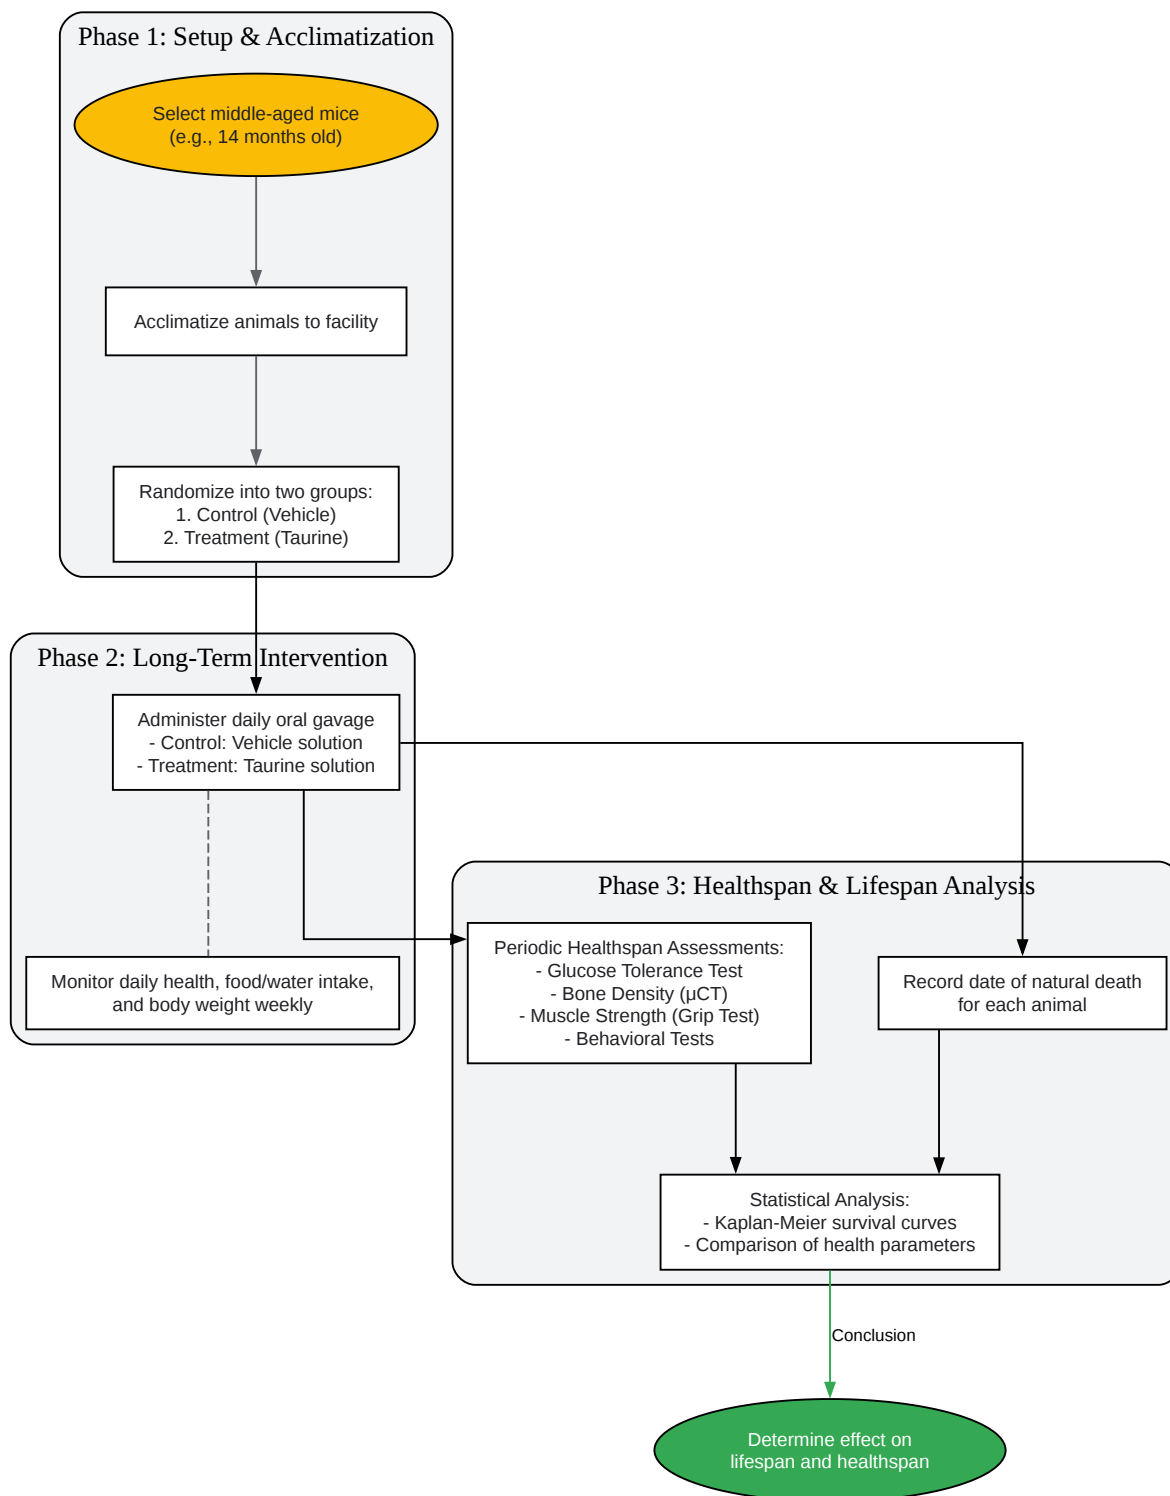 Phase 1: Setup & Acclimatization
Select middle-aged mice
(e.g., 14 months old)
Acclimatize animals to facility
Randomize into two groups:
1. Control (Vehicle)
2. Treatment (Taurine)
Phase 2: Long-Term Intervention
Administer daily oral gavage
- Control: Vehicle solution
- Treatment: Taurine solution
Monitor daily health, food/water intake,
and body weight weekly
Phase 3: Healthspan & Lifespan Analysis
Periodic Healthspan Assessments:
- Glucose Tolerance Test
- Bone Density (μCT)
- Muscle Strength (Grip Test)
- Behavioral Tests
Record date of natural death
for each animal
Statistical Analysis:
- Kaplan-Meier survival curves
- Comparison of health parameters
Conclusion
Determine effect on
lifespan and healthspan